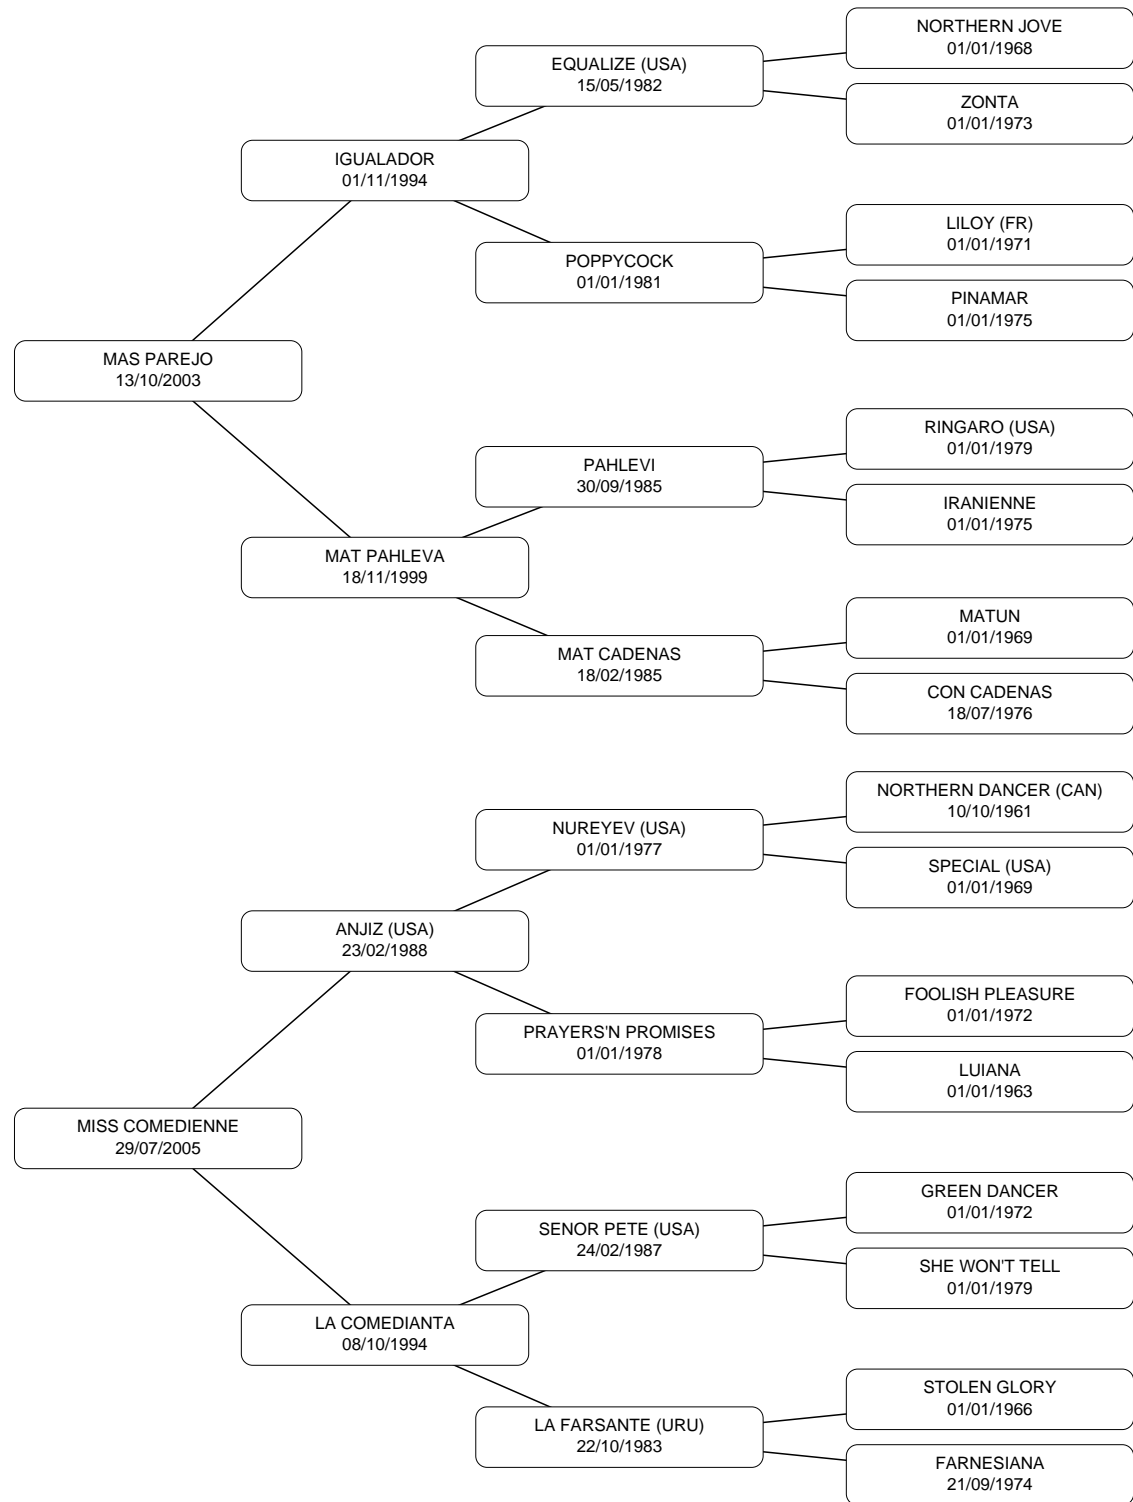 NORTHERN JOVE
01/01/1968
EQUALIZE (USA)
15/05/1982
ZONTA
01/01/1973
IGUALADOR
01/11/1994
LILOY (FR)
01/01/1971
POPPYCOCK
01/01/1981
PINAMAR
01/01/1975
MAS PAREJO
13/10/2003
RINGARO (USA)
01/01/1979
PAHLEVI
30/09/1985
IRANIENNE
01/01/1975
MAT PAHLEVA
18/11/1999
MATUN
01/01/1969
MAT CADENAS
18/02/1985
CON CADENAS
18/07/1976
NORTHERN DANCER (CAN)
10/10/1961
NUREYEV (USA)
01/01/1977
SPECIAL (USA)
01/01/1969
ANJIZ (USA)
23/02/1988
FOOLISH PLEASURE
01/01/1972
PRAYERS'N PROMISES
01/01/1978
LUIANA
01/01/1963
MISS COMEDIENNE
29/07/2005
GREEN DANCER
01/01/1972
SENOR PETE (USA)
24/02/1987
SHE WON'T TELL
01/01/1979
LA COMEDIANTA
08/10/1994
STOLEN GLORY
01/01/1966
LA FARSANTE (URU)
22/10/1983
FARNESIANA
21/09/1974